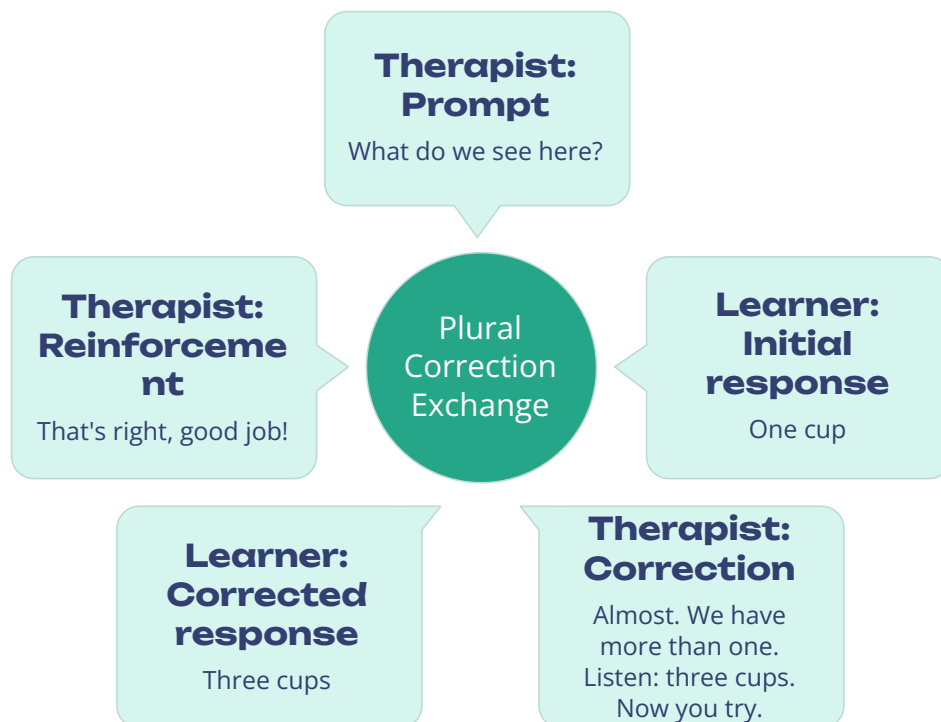 Therapist:
Prompt
What do we see here?
Plural
Correction
Exchange
Learner:
Initial
response
One cup
Therapist:
Correction
Almost. We have
more than one.
Listen: three cups.
Now you try.
Learner:
Corrected
response
Three cups
Therapist:
Reinforceme
nt
That's right, good job!